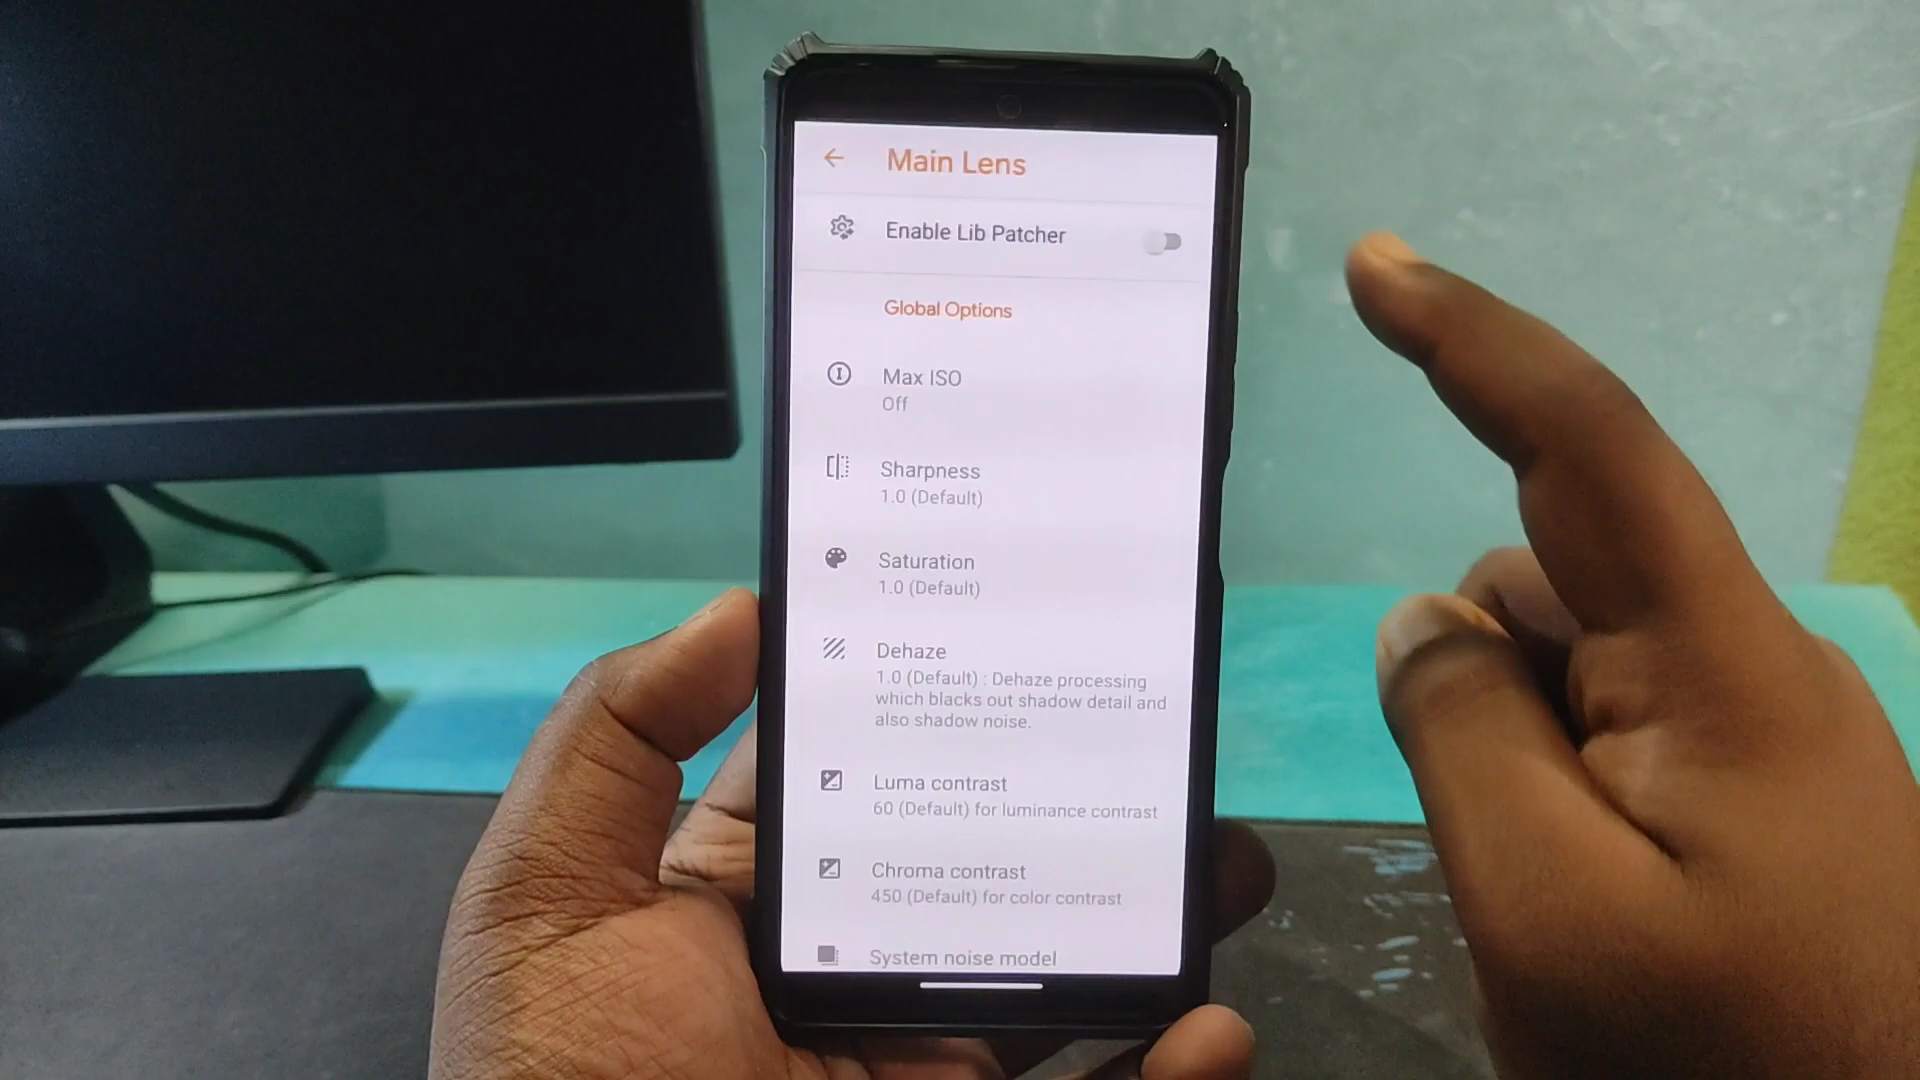 Main Lens
Enable Lib Patcher
Global Options
Max ISO
Off
Sharpness
1.0 (Default)
Saturation
1.0 (Default)
Dehaze
1.0 (Default) : Dehaze processing
which blacks out shadow detail and
also shadow noise.
Luma contrast
60 (Default) for luminance contrast
Chroma contrast
450 (Default) for color contrast
System noise model